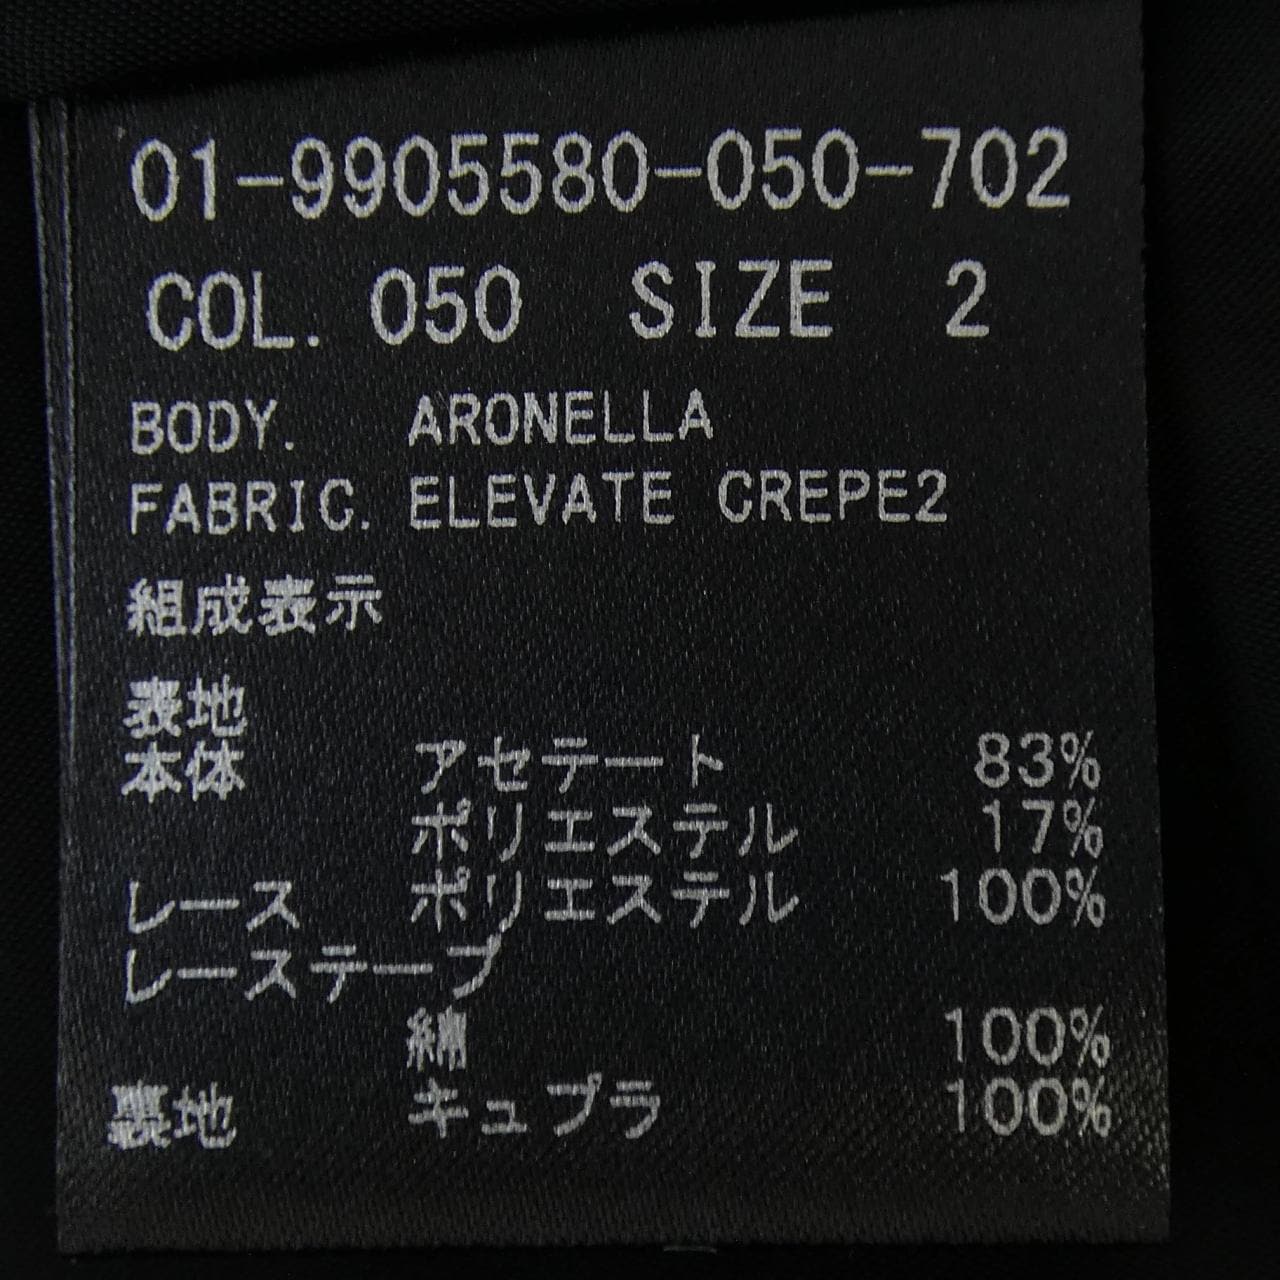 01-9905580-050-702
COL. 050 SIZE 2
BODY. ARONELLA
FABRIC. ELEVATE CREPE2
組成表示
表地
本体 アセテート 83%
ポリエステル 17%
レース ポリエステル 100%
レーステープ
綿 100%
裏地 キュプラ 100%